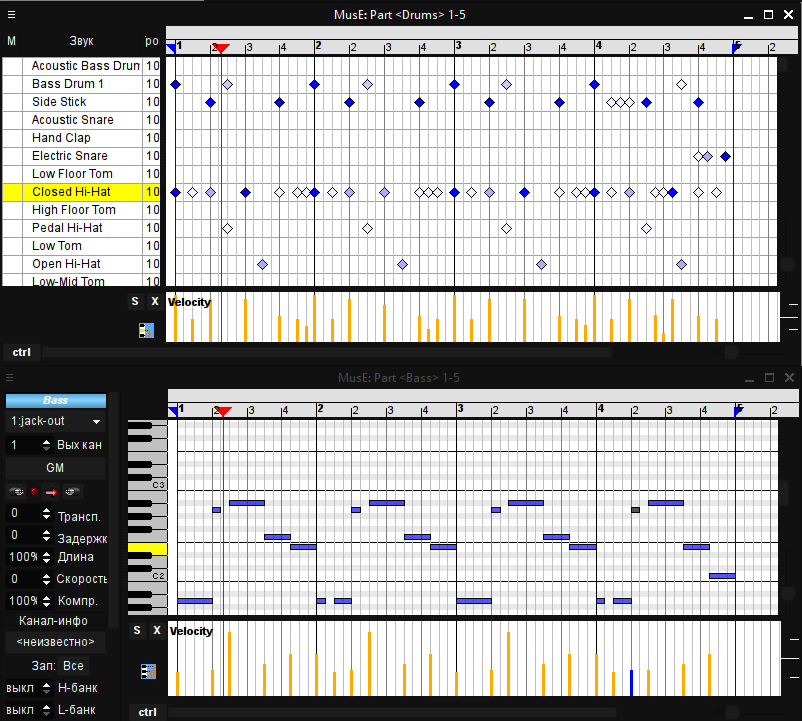 MusE: Part <Drums> 1-5
M Звук ро
1 2 3 4 2 2 3 4 3 2 3 4 4 2 3 4 5 2
Acoustic Bass Drum 10
Bass Drum 1 10
Side Stick 10
Acoustic Snare 10
Hand Clap 10
Electric Snare 10
Low Floor Tom 10
Closed Hi-Hat 10
High Floor Tom 10
Pedal Hi-Hat 10
Low Tom 10
Open Hi-Hat 10
Low-Mid Tom 10
S X Velocity
ctrl
MusE: Part <Bass> 1-5
1 2 3 4 2 2 3 4 3 2 3 4 4 2 3 4 5 2
Bass
1:jack-out
1 Вых кан
GM
C3
0 Трансп.
0 Задержк
100% Длина
0 Скорость
C2
100% Компр.
Канал-инфо
<неизвестно>
S X Velocity
Зап: Все
выкл H-банк
выкл L-банк
ctrl